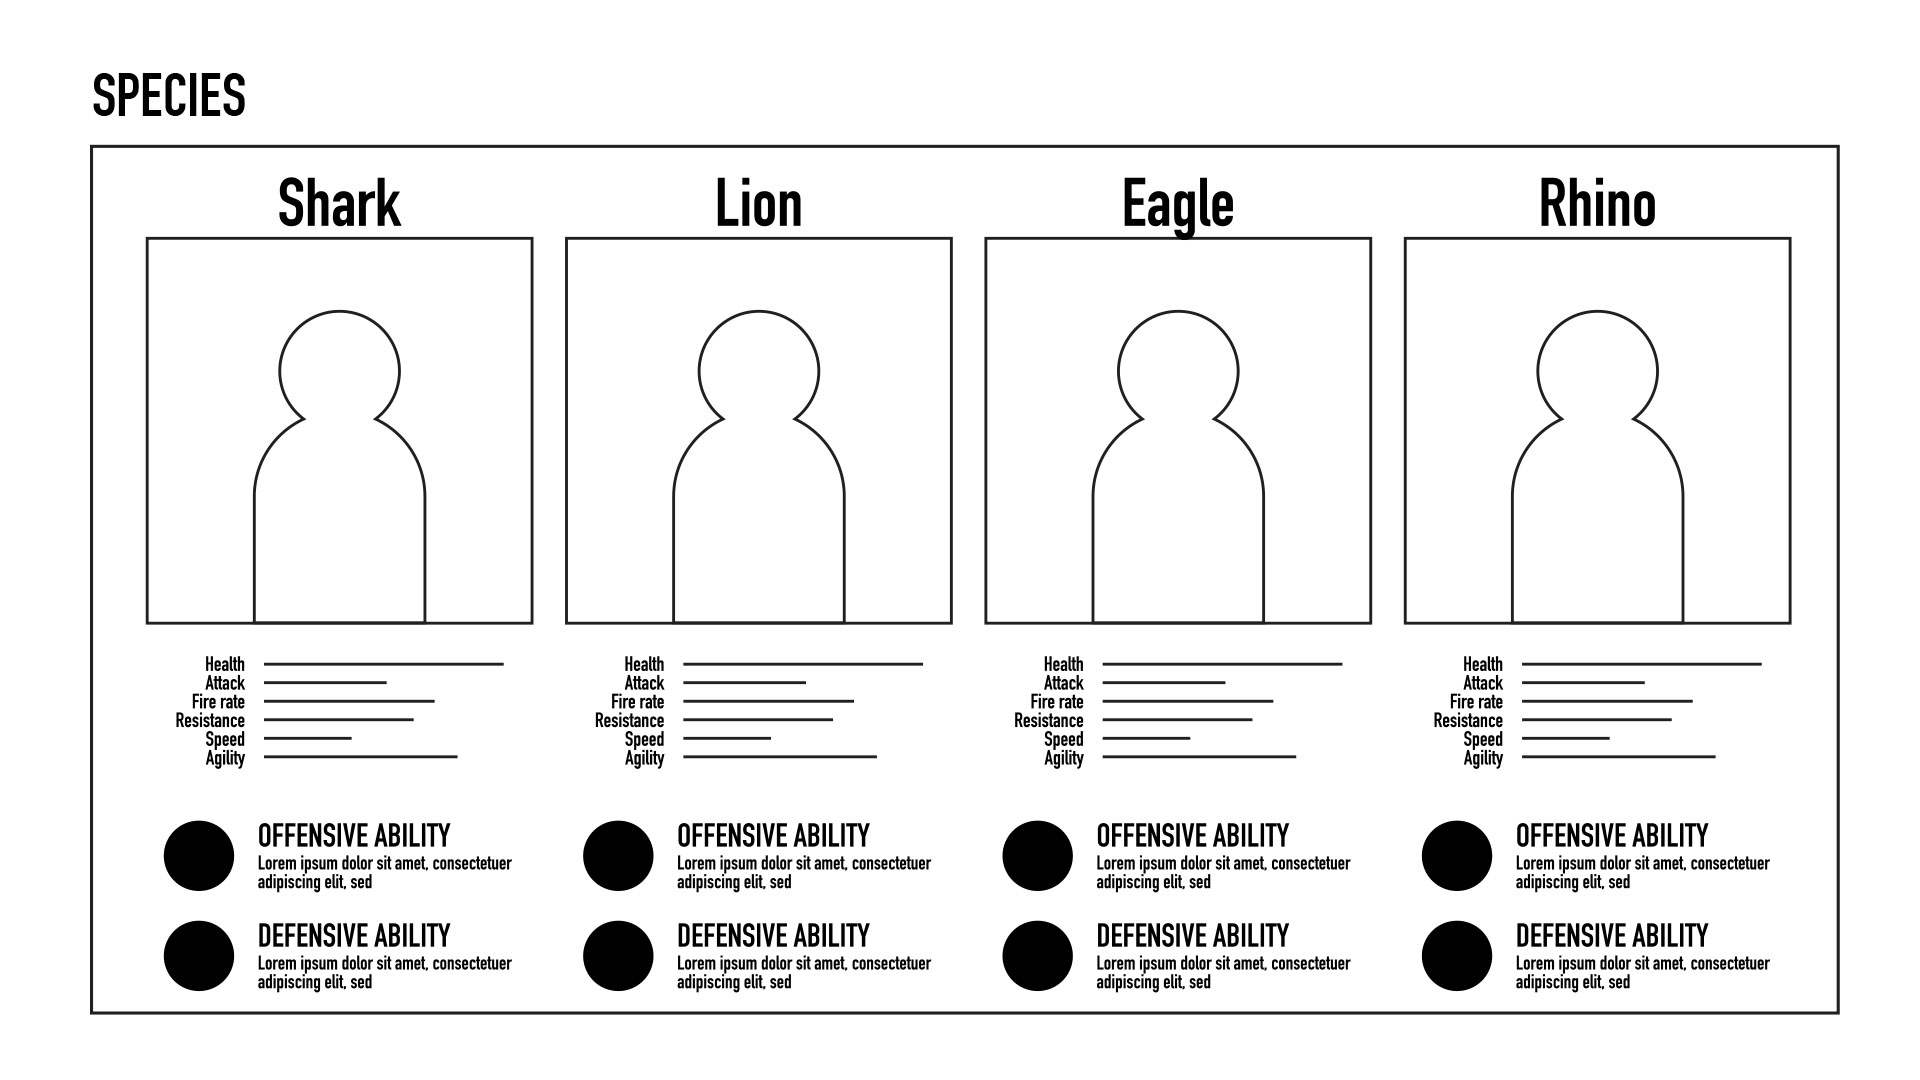 SPECIES
Shark
Health
Attack
Fire rate
Resistance
Speed
Agility
OFFENSIVE ABILITY
Lorem ipsum dolor sit amet, consectetuer
adipiscing elit, sed
DEFENSIVE ABILITY
Lorem ipsum dolor sit amet, consectetuer
adipiscing elit, sed
Lion
Health
Attack
Fire rate
Resistance
Speed
Agility
OFFENSIVE ABILITY
Lorem ipsum dolor sit amet, consectetuer
adipiscing elit, sed
DEFENSIVE ABILITY
Lorem ipsum dolor sit amet, consectetuer
adipiscing elit, sed
Eagle
Health
Attack
Fire rate
Resistance
Speed
Agility
OFFENSIVE ABILITY
Lorem ipsum dolor sit amet, consectetuer
adipiscing elit, sed
DEFENSIVE ABILITY
Lorem ipsum dolor sit amet, consectetuer
adipiscing elit, sed
Rhino
Health
Attack
Fire rate
Resistance
Speed
Agility
OFFENSIVE ABILITY
Lorem ipsum dolor sit amet, consectetuer
adipiscing elit, sed
DEFENSIVE ABILITY
Lorem ipsum dolor sit amet, consectetuer
adipiscing elit, sed